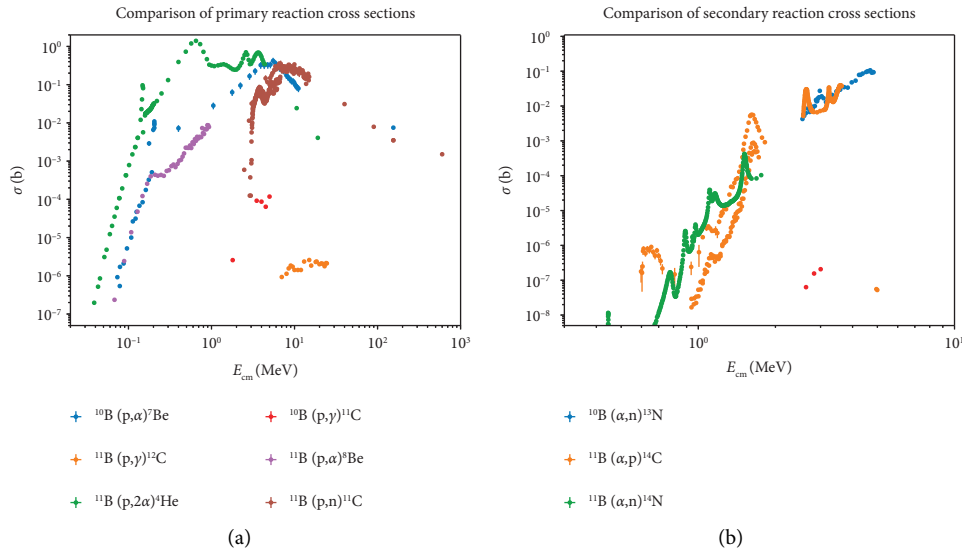 Comparison of primary reaction cross sections
10⁰
10⁻¹
10⁻²
10⁻³
10⁻⁴
10⁻⁵
10⁻⁶
10⁻⁷
σ (b)
10⁻¹ 10⁰ 10¹ 10² 10³
E_cm (MeV)
¹⁰B (p,α)⁷Be
¹¹B (p,γ)¹²C
¹¹B (p,2α)⁴He
¹⁰B (p,γ)¹¹C
¹¹B (p,α)⁸Be
¹¹B (p,n)¹¹C
(a)
Comparison of secondary reaction cross sections
10⁰
10⁻¹
10⁻²
10⁻³
10⁻⁴
10⁻⁵
10⁻⁶
10⁻⁷
10⁻⁸
σ (b)
10⁰ 10¹
E_cm (MeV)
¹⁰B (α,n)¹³N
¹¹B (α,p)¹⁴C
¹¹B (α,n)¹⁴N
(b)